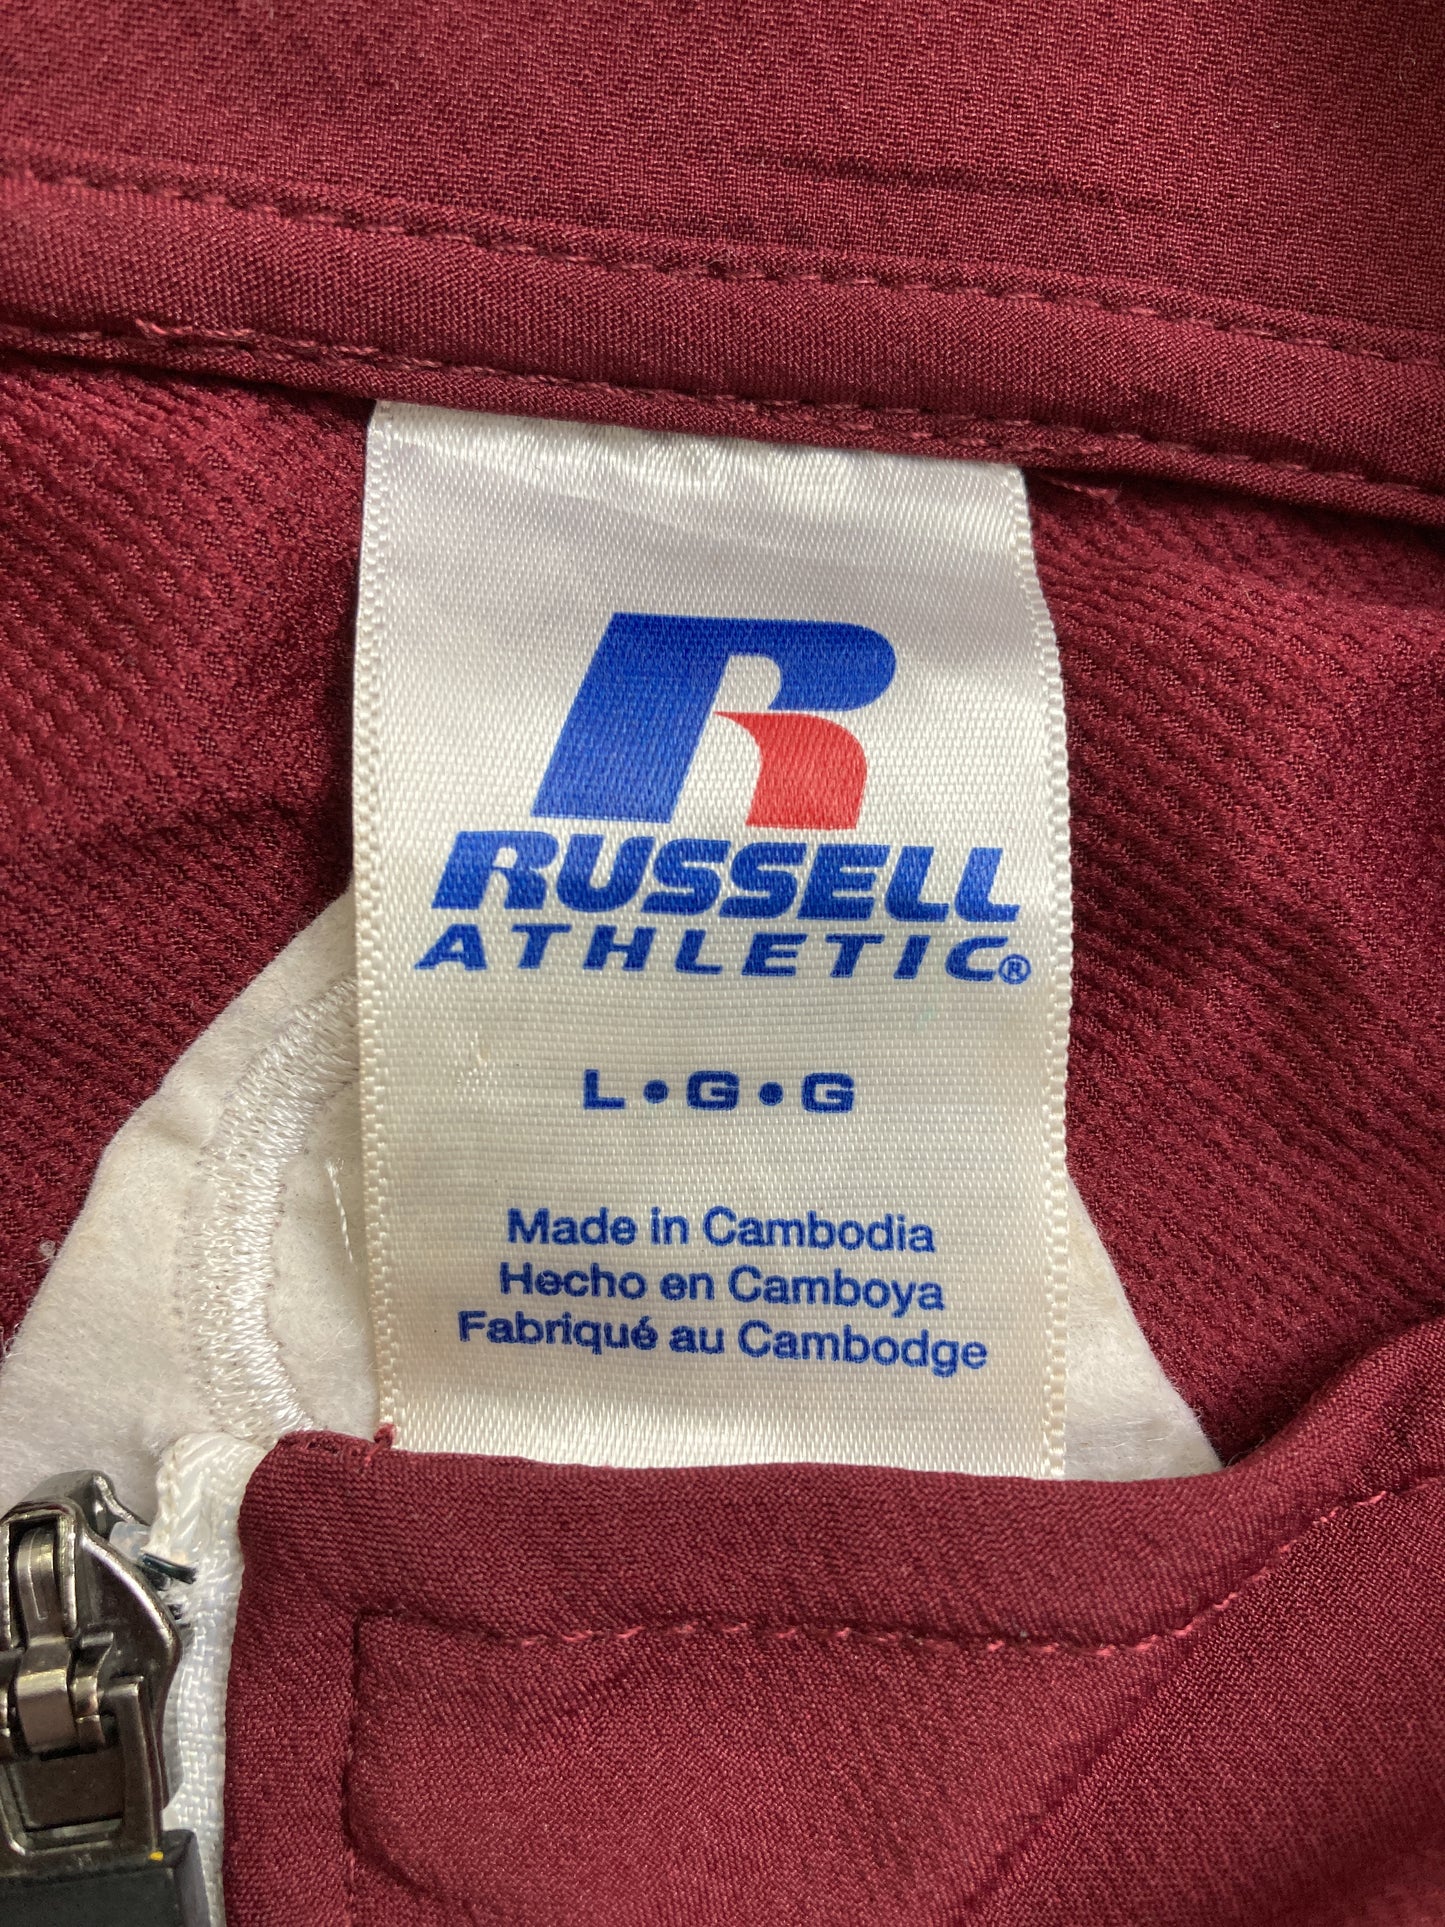 R
RUSSELL
ATHLETIC®
L•G•G
Made in Cambodia
Hecho en Camboya
Fabriqué au Cambodge